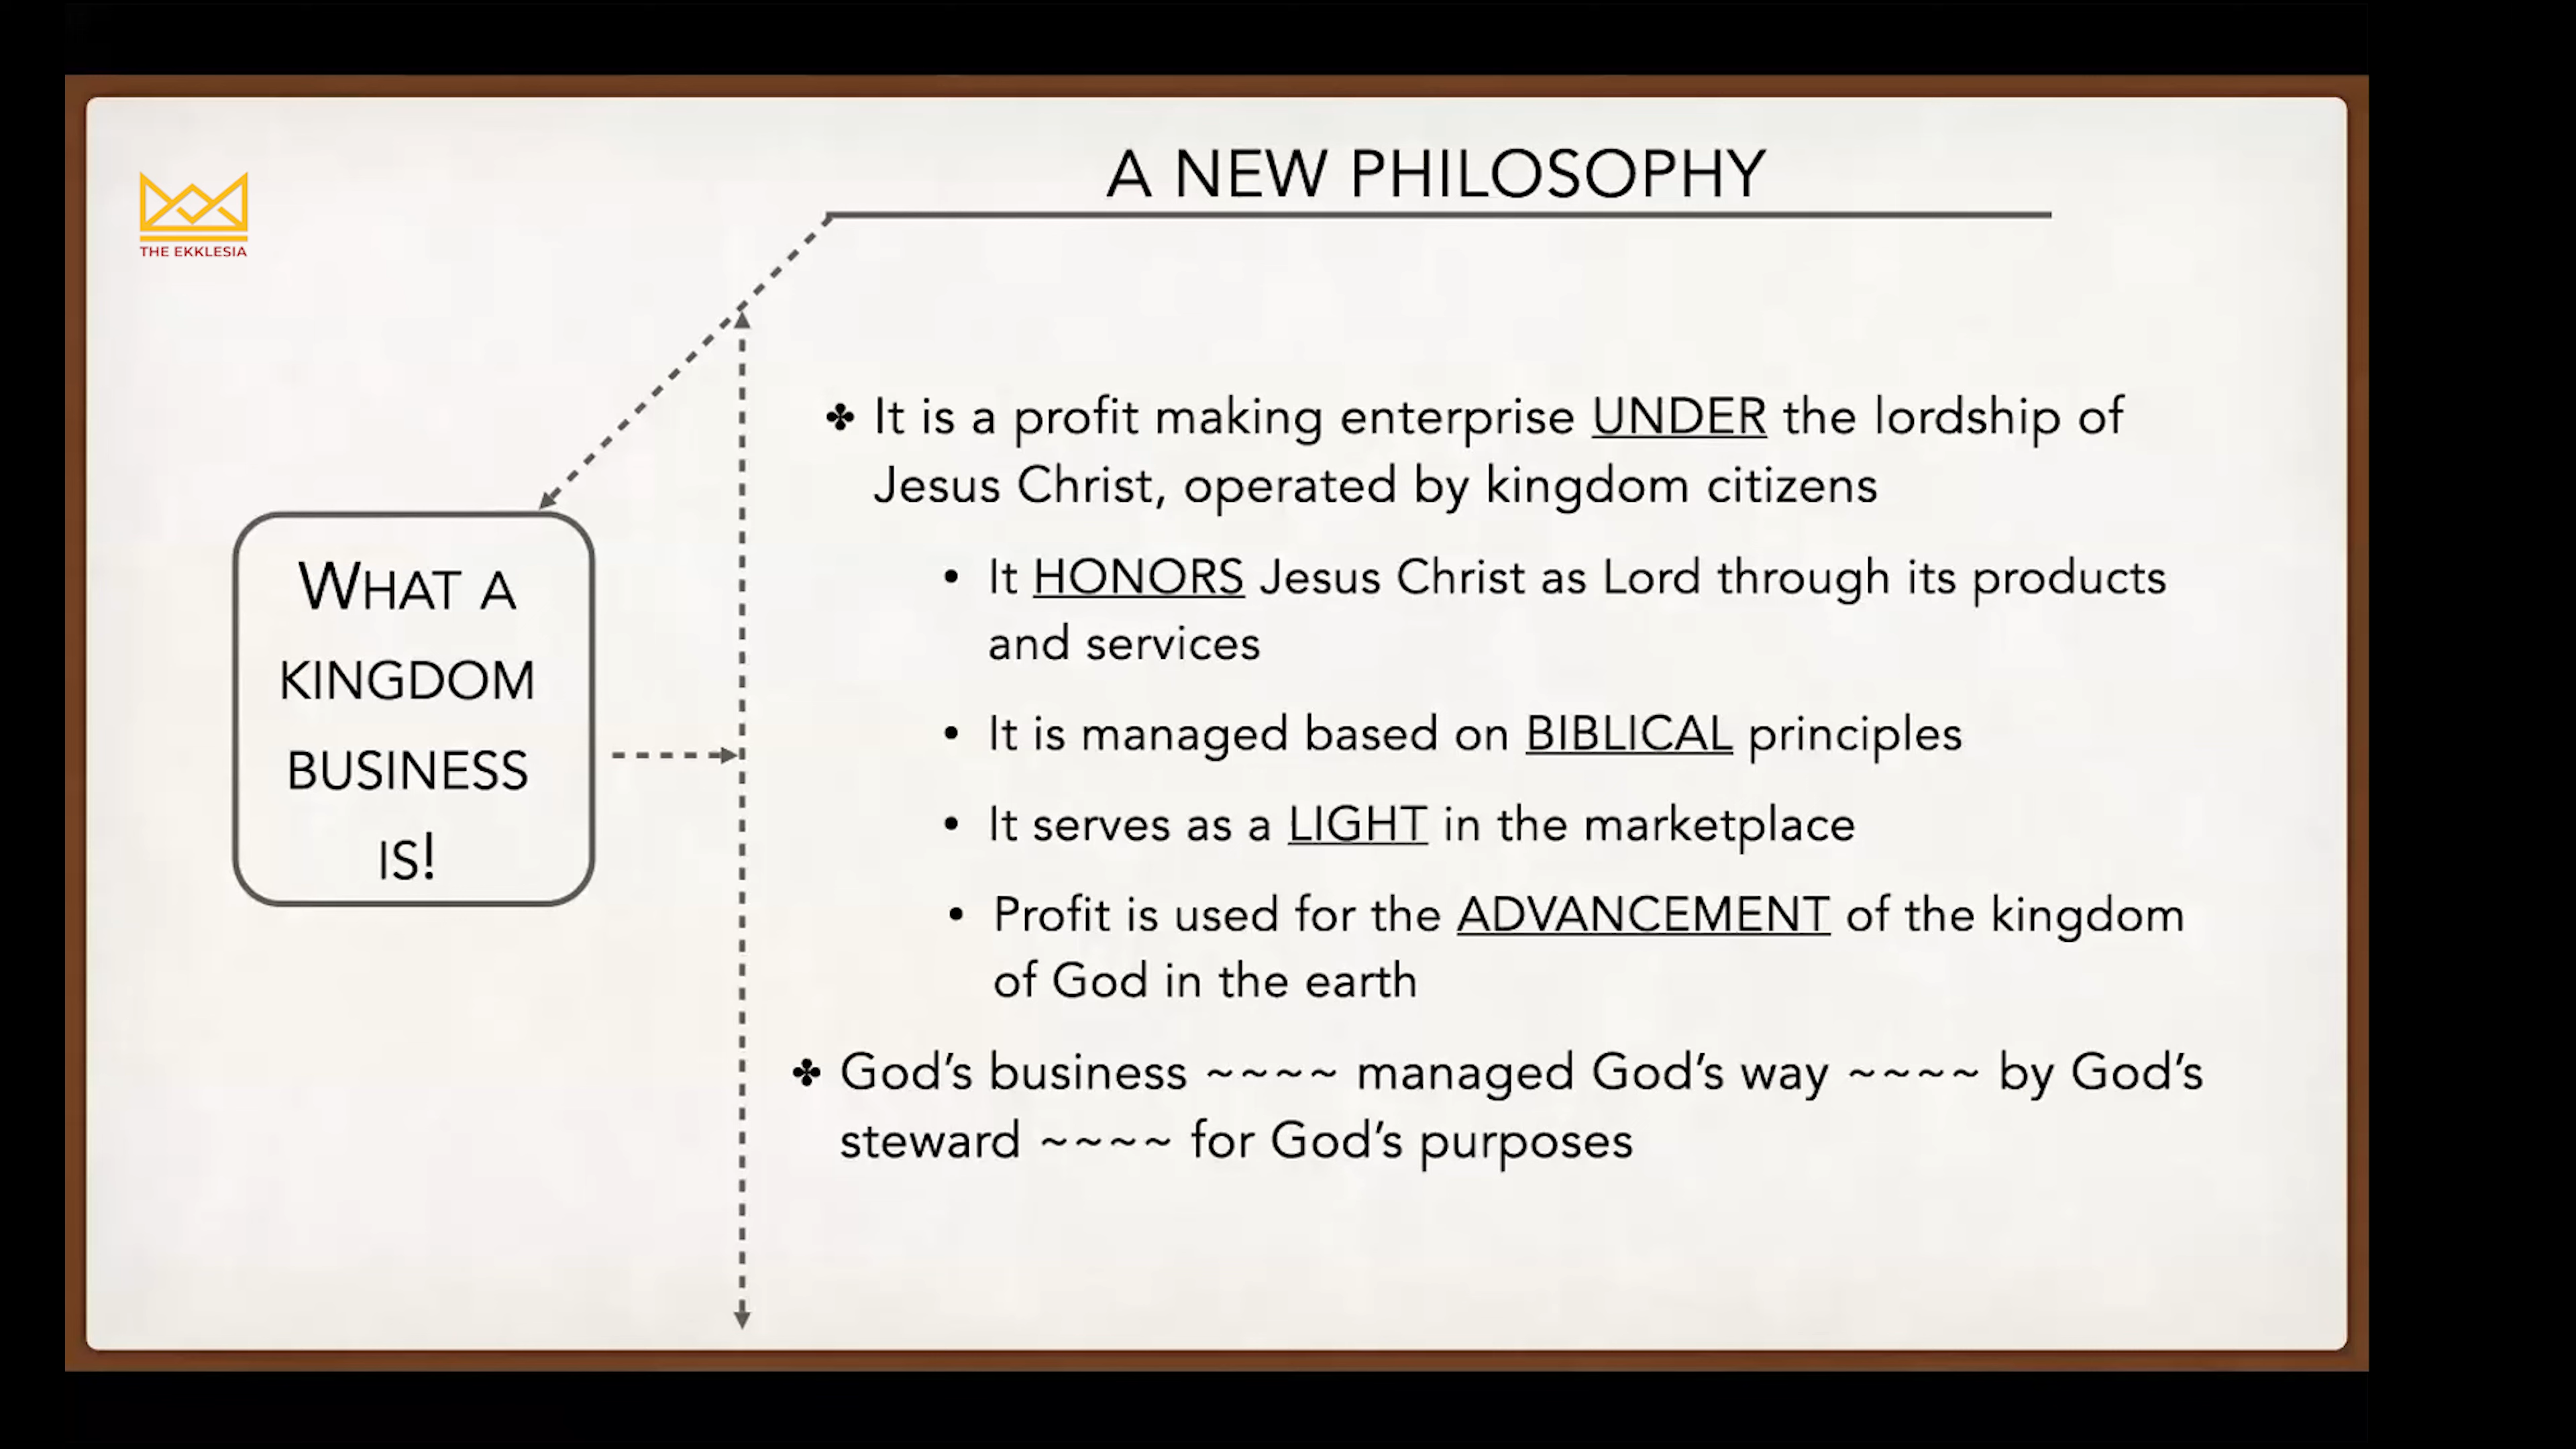 A NEW PHILOSOPHY
THE EKKLESIA
WHAT A
KINGDOM
BUSINESS
IS!
✤ It is a profit making enterprise UNDER the lordship of
Jesus Christ, operated by kingdom citizens
• It HONORS Jesus Christ as Lord through its products
and services
• It is managed based on BIBLICAL principles
• It serves as a LIGHT in the marketplace
• Profit is used for the ADVANCEMENT of the kingdom
of God in the earth
✤ God’s business ~~~~ managed God’s way ~~~~ by God’s
steward ~~~~ for God’s purposes